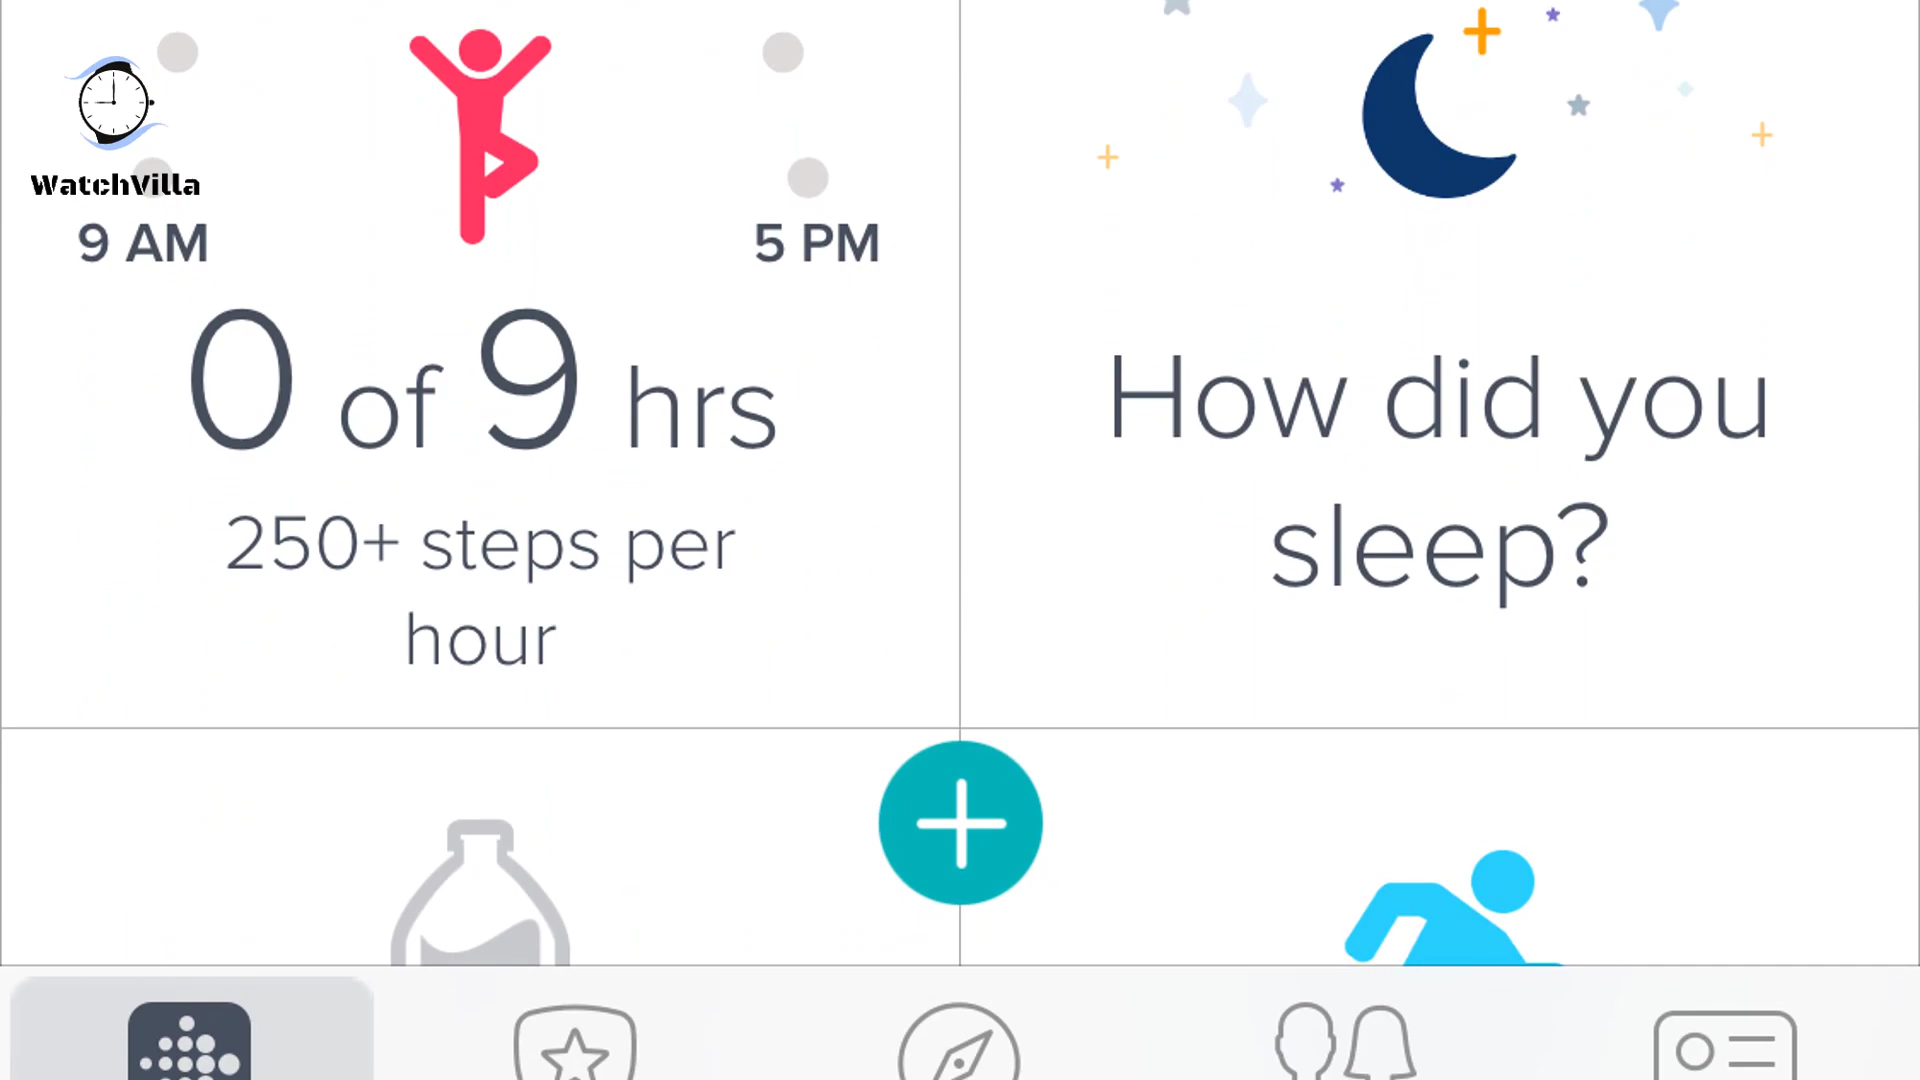 WatchVilla
9 AM
5 PM
0 of 9 hrs
250+ steps per
hour
How did you
sleep?